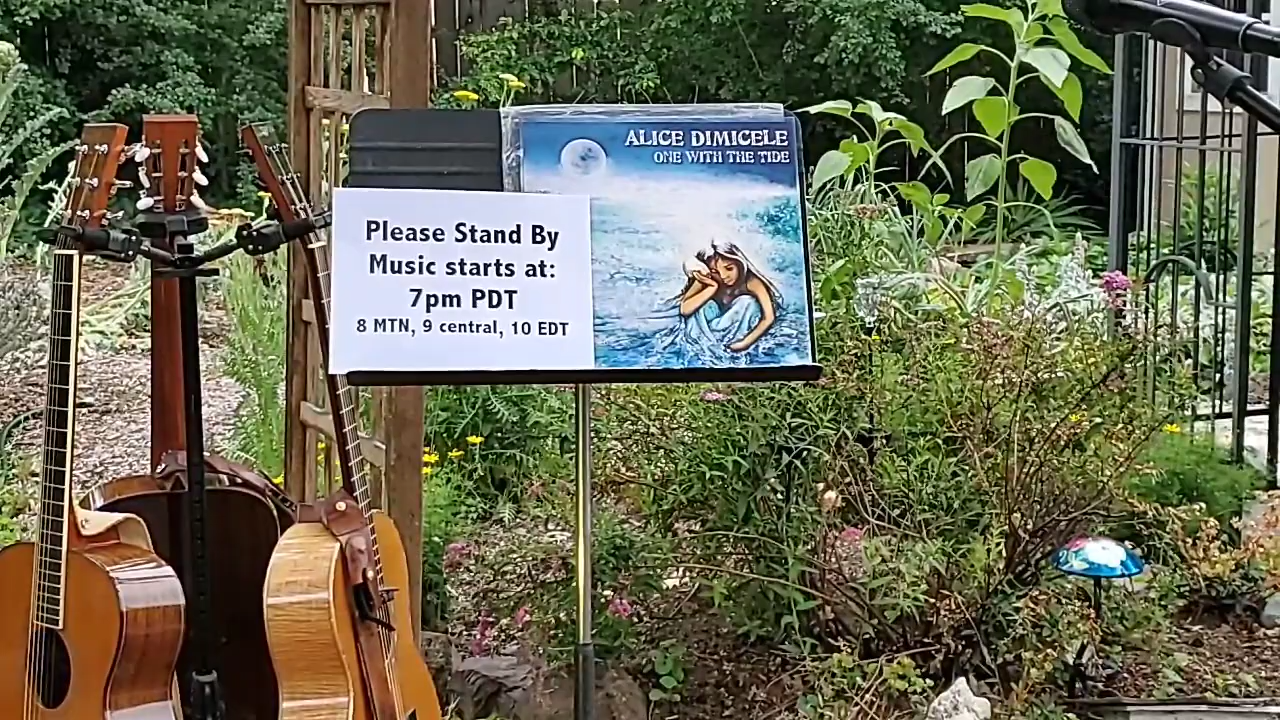 ALICE DIMICELE
ONE WITH THE TIDE
Please Stand By
Music starts at:
7pm PDT
8 MTN, 9 central, 10 EDT